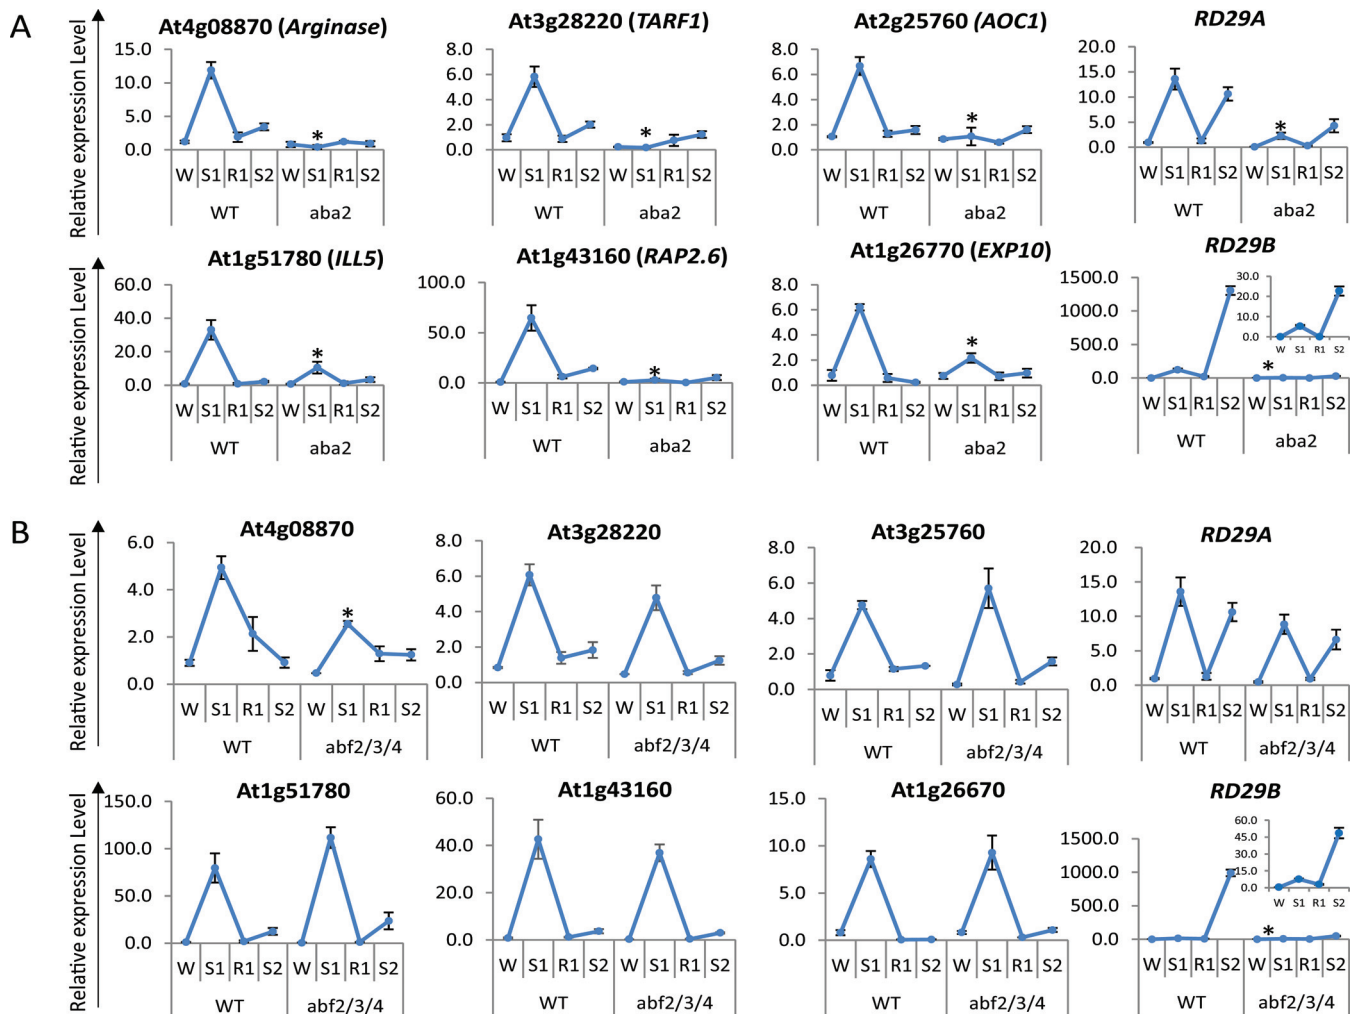 A
Relative expression Level
At4g08870 (Arginase)
15.0
10.0
5.0
0.0
W S1 R1 S2 W S1 R1 S2
WT aba2
*
At3g28220 (TARF1)
8.0
6.0
4.0
2.0
0.0
W S1 R1 S2 W S1 R1 S2
WT aba2
*
At2g25760 (AOC1)
8.0
6.0
4.0
2.0
0.0
W S1 R1 S2 W S1 R1 S2
WT aba2
*
RD29A
20.0
15.0
10.0
5.0
0.0
W S1 R1 S2 W S1 R1 S2
WT aba2
*
Relative expression Level
At1g51780 (ILL5)
60.0
40.0
20.0
0.0
W S1 R1 S2 W S1 R1 S2
WT aba2
*
At1g43160 (RAP2.6)
100.0
50.0
0.0
W S1 R1 S2 W S1 R1 S2
WT aba2
*
At1g26770 (EXP10)
8.0
6.0
4.0
2.0
0.0
W S1 R1 S2 W S1 R1 S2
WT aba2
*
RD29B
1500.0
1000.0
500.0
0.0
W S1 R1 S2 W S1 R1 S2
WT aba2
*
30.0
20.0
10.0
0.0
W S1 R1 S2
B
Relative expression Level
At4g08870
6.0
4.0
2.0
0.0
W S1 R1 S2 W S1 R1 S2
WT abf2/3/4
*
At3g28220
8.0
6.0
4.0
2.0
0.0
W S1 R1 S2 W S1 R1 S2
WT abf2/3/4
At3g25760
8.0
6.0
4.0
2.0
0.0
W S1 R1 S2 W S1 R1 S2
WT abf2/3/4
RD29A
20.0
15.0
10.0
5.0
0.0
W S1 R1 S2 W S1 R1 S2
WT abf2/3/4
Relative expression Level
At1g51780
150.0
100.0
50.0
0.0
W S1 R1 S2 W S1 R1 S2
WT abf2/3/4
At1g43160
60.0
40.0
20.0
0.0
W S1 R1 S2 W S1 R1 S2
WT abf2/3/4
At1g26670
15.0
10.0
5.0
0.0
W S1 R1 S2 W S1 R1 S2
WT abf2/3/4
RD29B
1500.0
1000.0
500.0
0.0
W S1 R1 S2 W S1 R1 S2
WT abf2/3/4
*
60.0
45.0
30.0
15.0
0.0
W S1 R1 S2